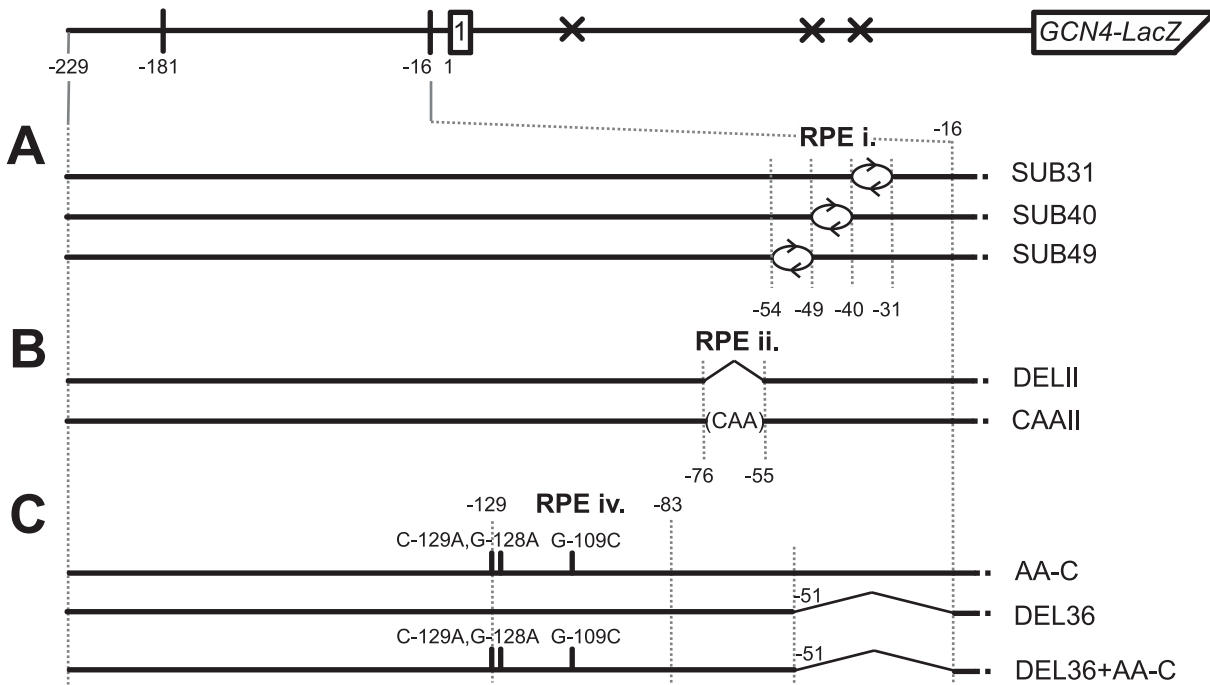 1 GCN4-LacZ
-229 -181 -16 1
A RPE i. -16
SUB31
SUB40
SUB49
-54 -49 -40 -31
B RPE ii.
DELII
(CAA) CAAII
-76 -55
C -129 RPE iv. -83
C-129A,G-128A G-109C
AA-C
-51 DEL36
C-129A,G-128A G-109C
-51 DEL36+AA-C